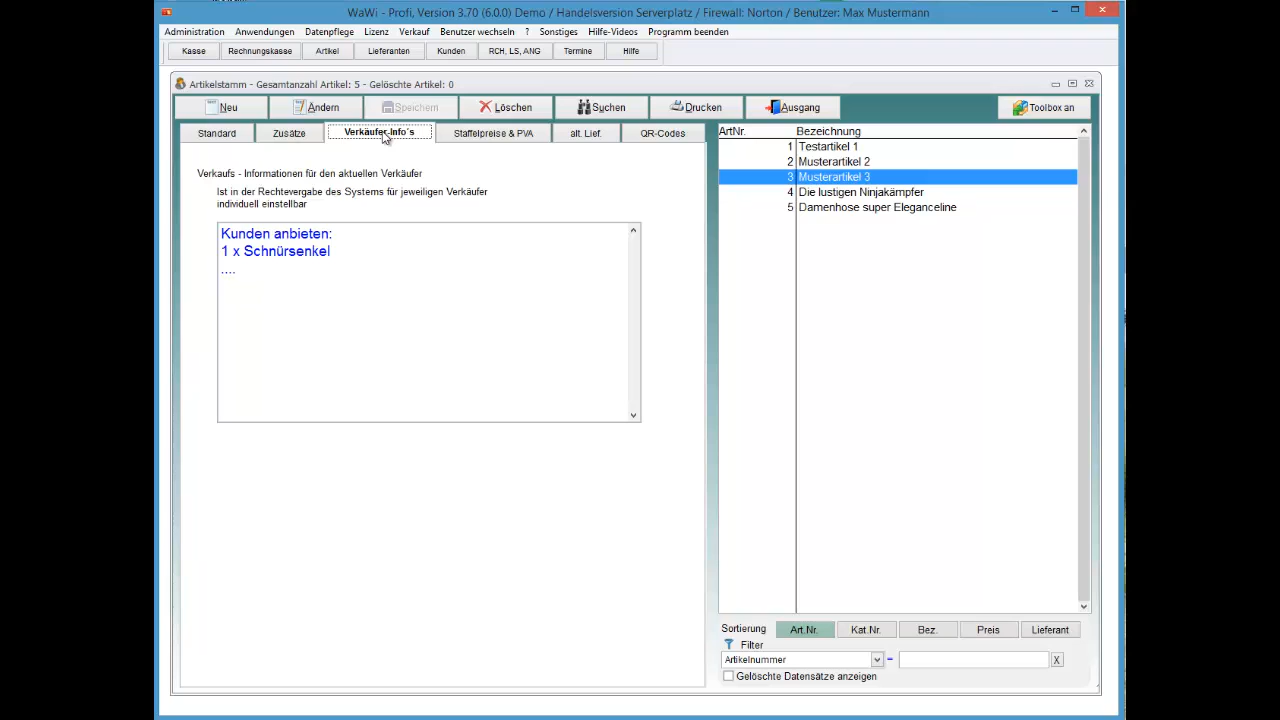 WaWi - Profi, Version 3.70 (6.0.0) Demo / Handelsversion Serverplatz / Firewall: Norton / Benutzer: Max Mustermann
Administration Anwendungen Datenpflege Lizenz Verkauf Benutzer wechseln ? Sonstiges Hilfe-Videos Programm beenden
Kasse Rechnungskasse Artikel Lieferanten Kunden RCH, LS, ANG Termine Hilfe
Artikelstamm - Gesamtanzahl Artikel: 5 - Gelöschte Artikel: 0
Neu Ändern Speichern Löschen Suchen Drucken Ausgang Toolbox an
Standard Zusätze Verkäufer-Info´s Staffelpreise & PVA alt. Lief. QR-Codes
Verkaufs - Informationen für den aktuellen Verkäufer
Ist in der Rechtevergabe des Systems für jeweiligen Verkäufer
individuell einstellbar
Kunden anbieten:
1 x Schnürsenkel
....
ArtNr. Bezeichnung
1 Testartikel 1
2 Musterartikel 2
3 Musterartikel 3
4 Die lustigen Ninjakämpfer
5 Damenhose super Eleganceline
Sortierung Art.Nr. Kat.Nr. Bez. Preis Lieferant
Filter
Artikelnummer = X
Gelöschte Datensätze anzeigen